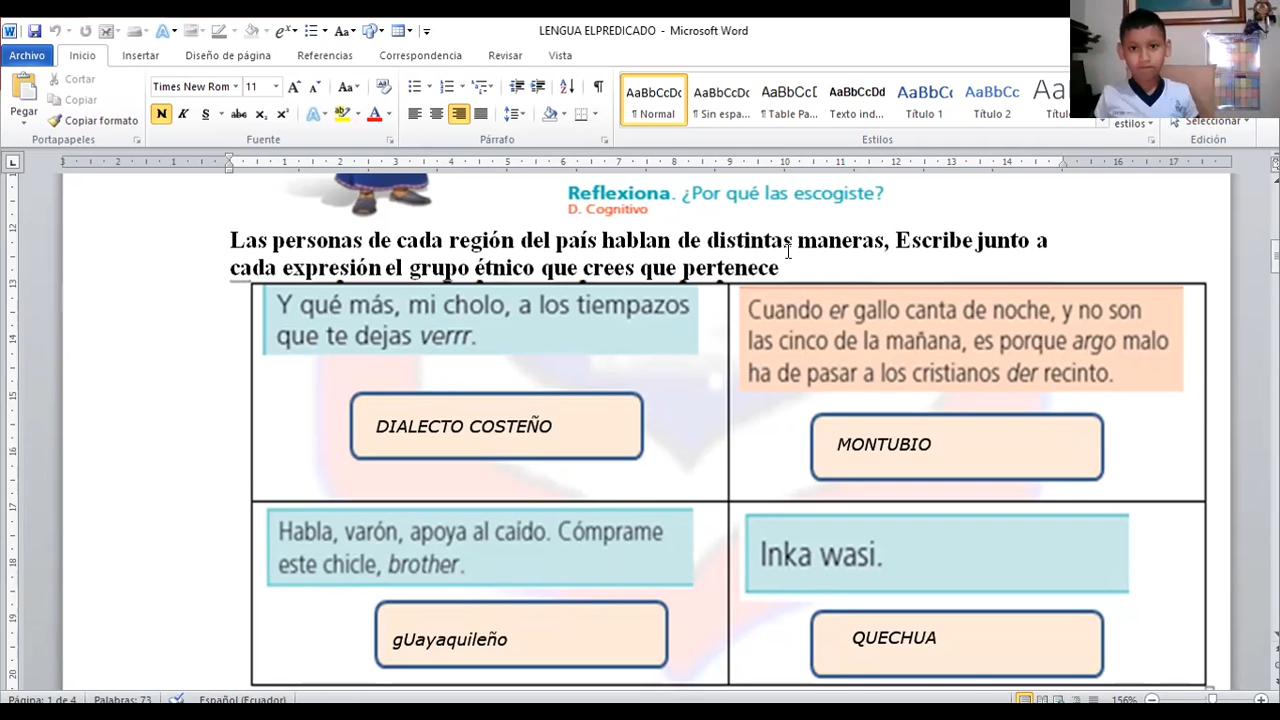 LENGUA ELPREDICADO - Microsoft Word
Archivo Inicio Insertar Diseño de página Referencias Correspondencia Revisar Vista
Cortar
Copiar
Copiar formato
Pegar
Portapapeles
Times New Rom 11
N K S
Fuente
Párrafo
AaBbCcDc AaBbCcDc AaBbCcI AaBbCcDd AaBbCc AaBbCc AaB
¶ Normal ¶ Sin espa... ¶ Table Pa... Texto ind... Título 1 Título 2 Títu
estilos
Estilos
Seleccionar
Edición
Reflexiona. ¿Por qué las escogiste?
D. Cognitivo
Las personas de cada región del país hablan de distintas maneras, Escribe junto a
cada expresión el grupo étnico que crees que pertenece
Y qué más, mi cholo, a los tiempazos
que te dejas verrr.
DIALECTO COSTEÑO
Cuando er gallo canta de noche, y no son
las cinco de la mañana, es porque argo malo
ha de pasar a los cristianos der recinto.
MONTUBIO
Habla, varón, apoya al caído. Cómprame
este chicle, brother.
gUayaquileño
Inka wasi.
QUECHUA
Página: 1 de 4 Palabras: 73 Español (Ecuador) 156%